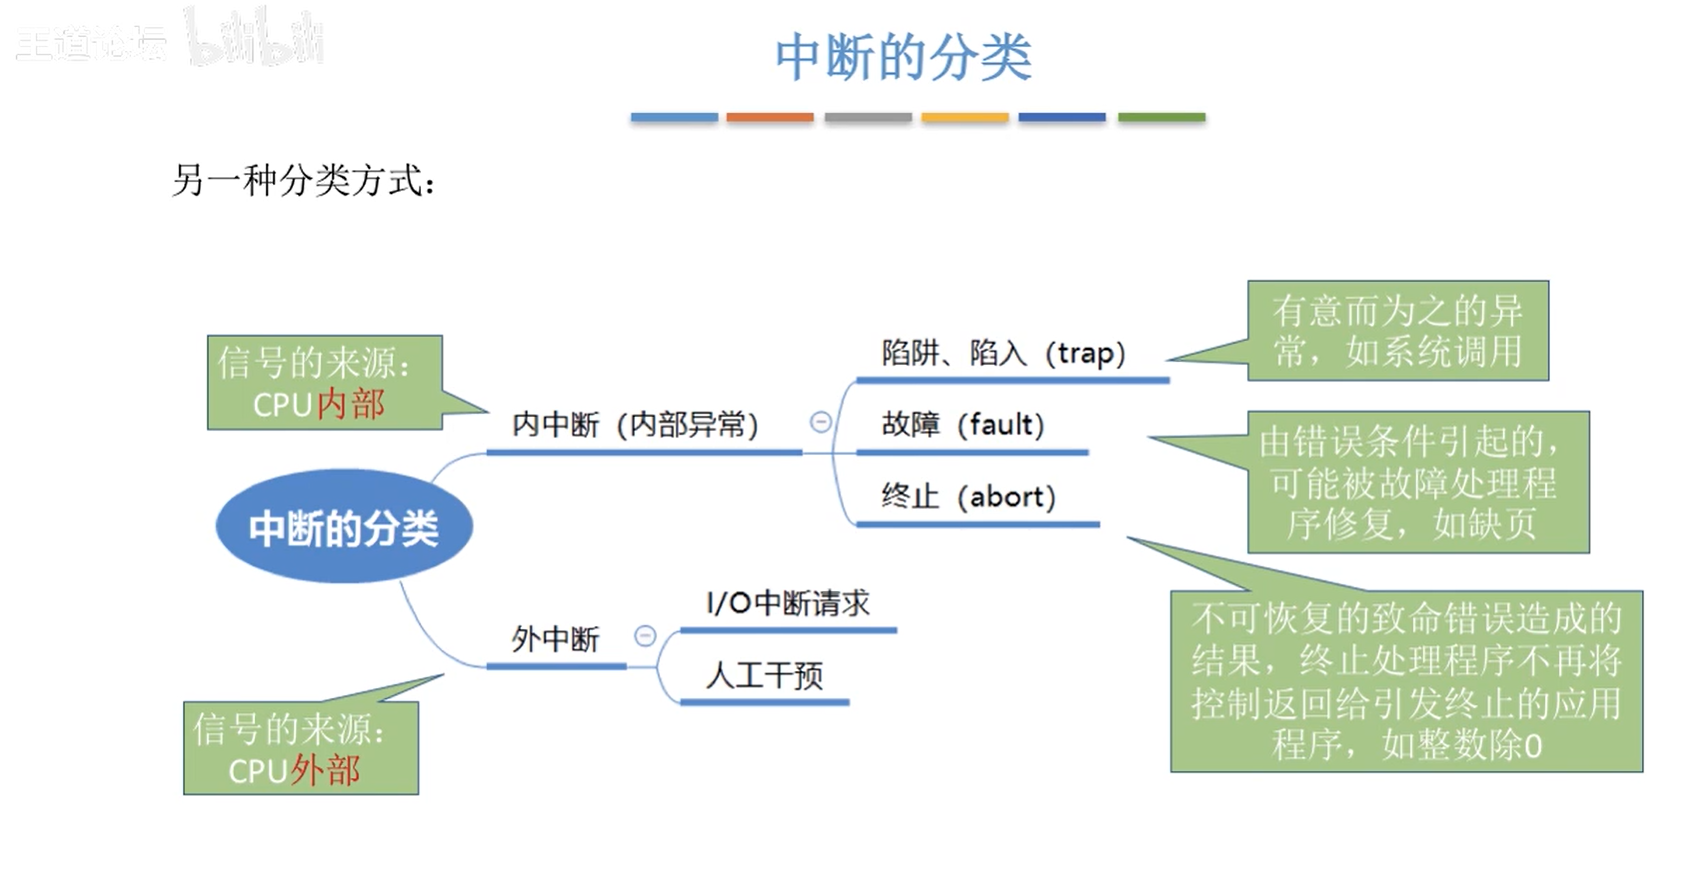 王道论坛 bilibili
中断的分类
另一种分类方式：
有意而为之的异
常，如系统调用
信号的来源：
CPU内部
陷阱、陷入（trap）
内中断（内部异常）
故障（fault）
由错误条件引起的，
可能被故障处理程
序修复，如缺页
终止（abort）
中断的分类
I/O中断请求
外中断
人工干预
不可恢复的致命错误造成的
结果，终止处理程序不再将
控制返回给引发终止的应用
程序，如整数除0
信号的来源：
CPU外部